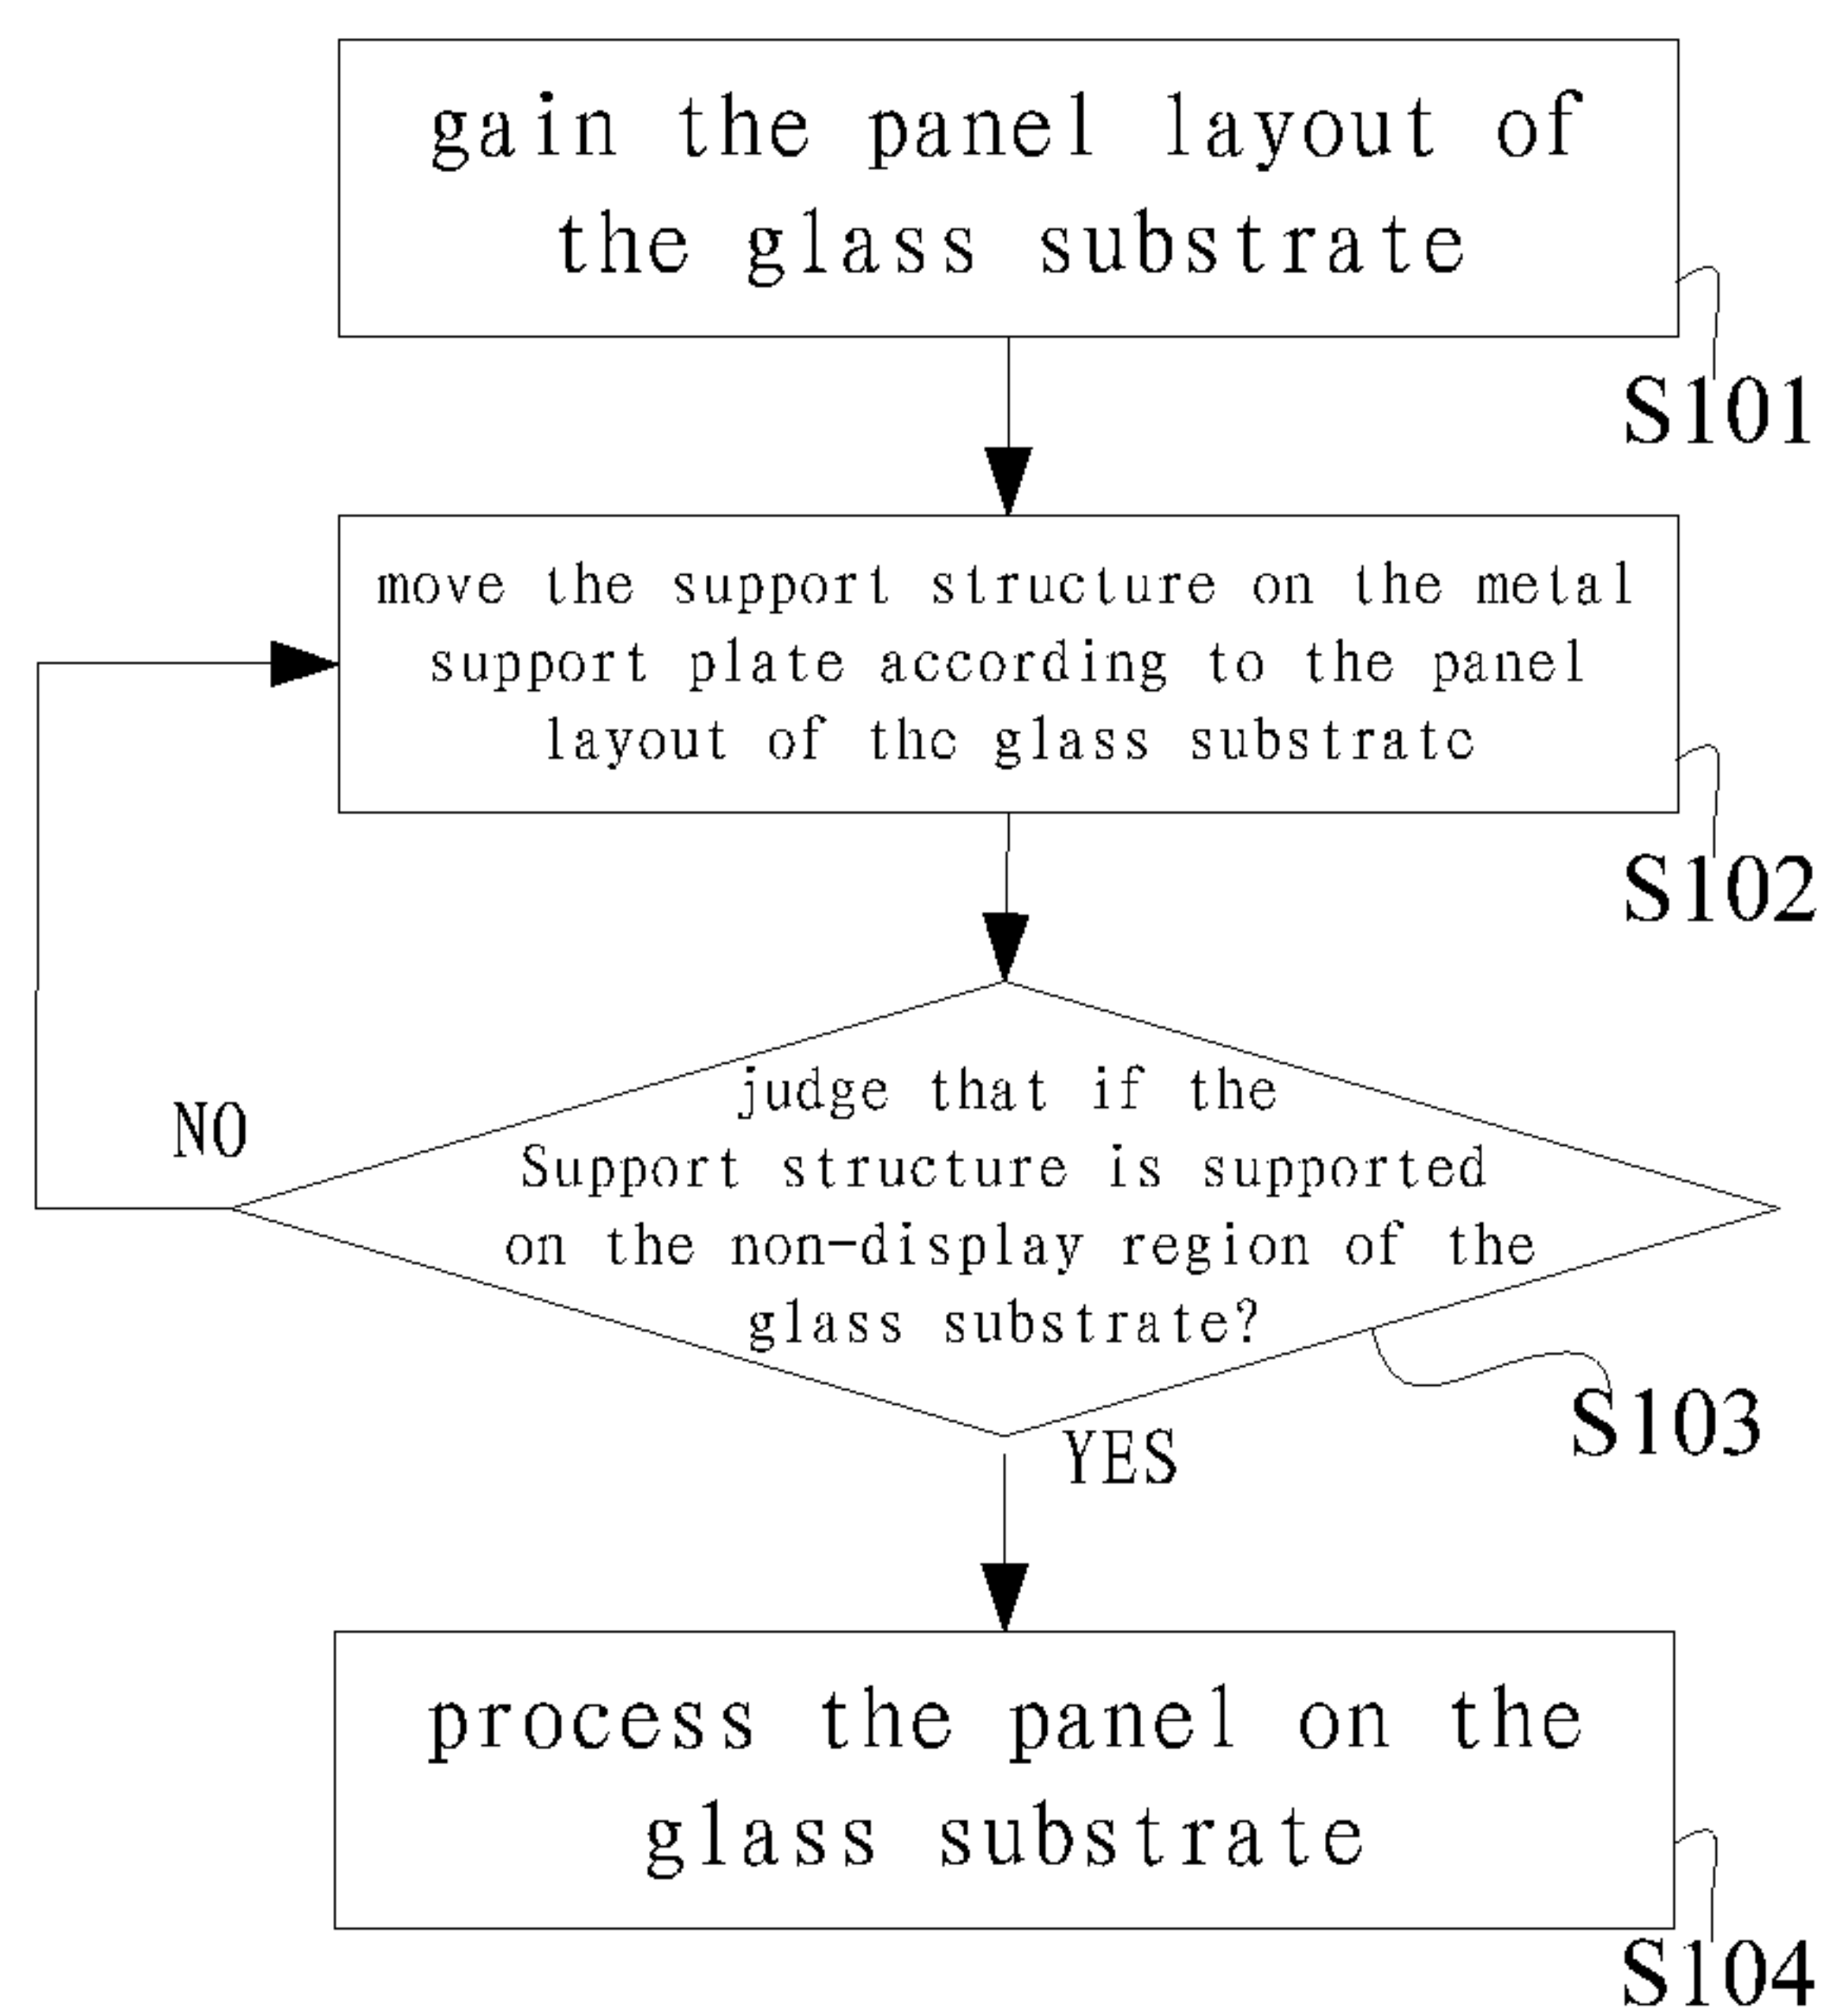 gain the panel layout of
the glass substrate
S101
move the support structure on the metal
support plate according to the panel
layout of the glass substrate
S102
judge that if the
Support structure is supported
on the non-display region of the
glass substrate?
NO
YES
S103
process the panel on the
glass substrate
S104